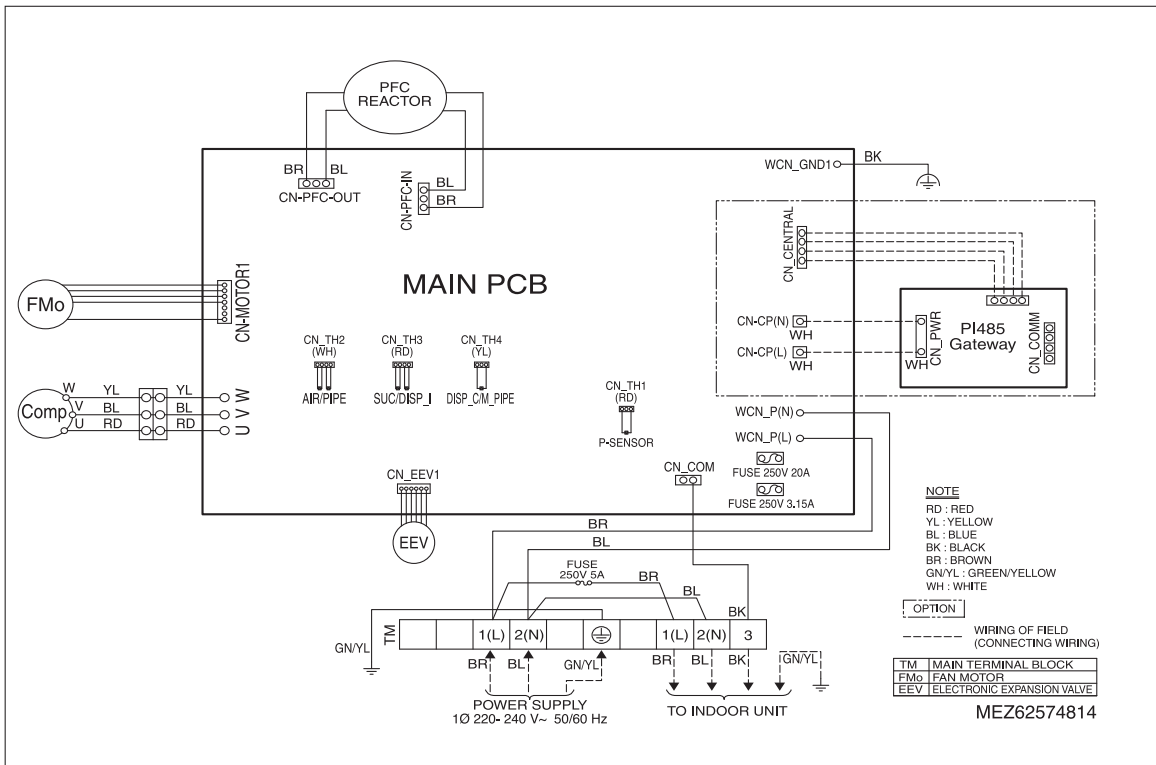 PFC
REACTOR
BR
BL
CN-PFC-OUT
CN-PFC-IN
BL
BR
WCN_GND1
BK
CN_CENTRAL
MAIN PCB
FMo
CN-MOTOR1
CN-CP(N)
WH
CN-CP(L)
WH
CN_PWR
WH
PI485
Gateway
CN_COMM
CN_TH2
(WH)
AIR/PIPE
CN_TH3
(RD)
SUC/DISP_I
CN_TH4
(YL)
DISP_C/M_PIPE
CN_TH1
(RD)
P-SENSOR
Comp
W
V
U
YL
BL
RD
YL
BL
RD
W
V
U
WCN_P(N)
WCN_P(L)
FUSE 250V 20A
FUSE 250V 3.15A
CN_COM
CN_EEV1
EEV
BR
BL
FUSE
250V 5A
BR
BL
BK
GN/YL
TM
1(L)
2(N)
1(L)
2(N)
3
BR
BL
GN/YL
BR
BL
BK
GN/YL
POWER SUPPLY
1Ø 220- 240 V~ 50/60 Hz
TO INDOOR UNIT
NOTE
RD : RED
YL : YELLOW
BL : BLUE
BK : BLACK
BR : BROWN
GN/YL : GREEN/YELLOW
WH : WHITE
OPTION
WIRING OF FIELD
(CONNECTING WIRING)
TM MAIN TERMINAL BLOCK
FMo FAN MOTOR
EEV ELECTRONIC EXPANSION VALVE
MEZ62574814